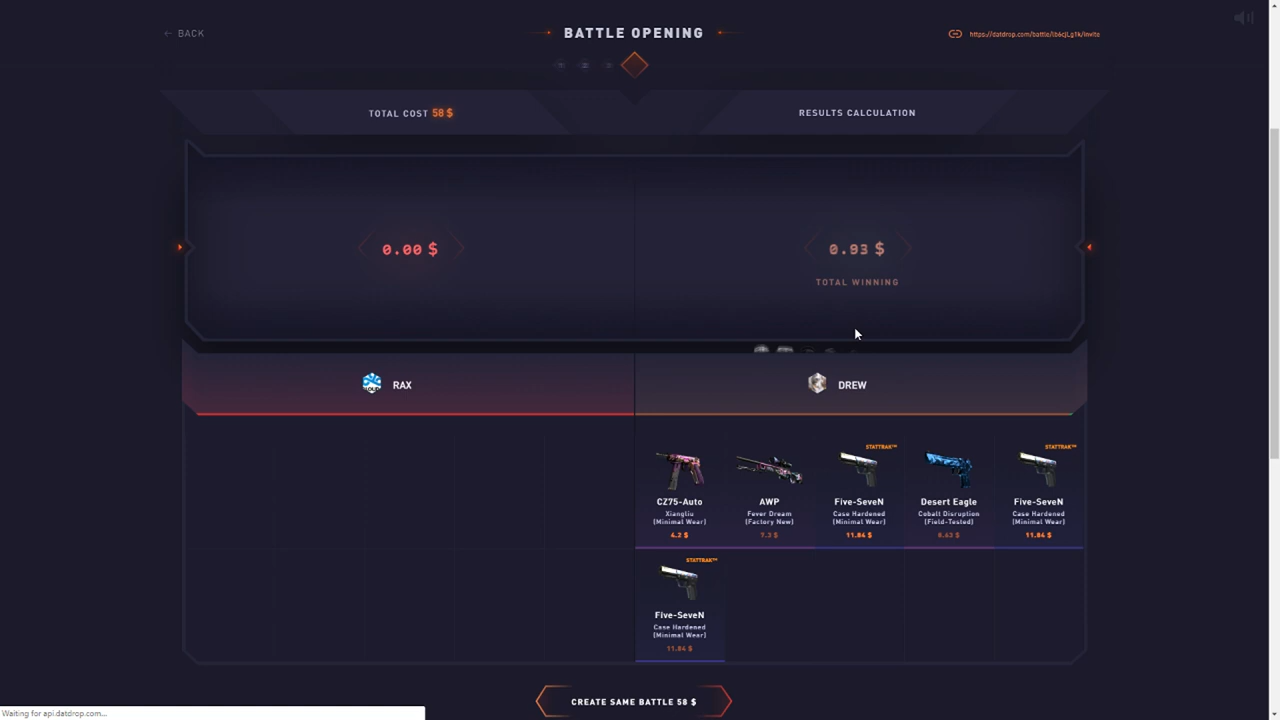 ← BACK
BATTLE OPENING
https://datdrop.com/battle/lb6cjLg1k/invite
TOTAL COST 58 $
RESULTS CALCULATION
0.00 $
0.93 $
TOTAL WINNING
RAX
DREW
STATTRAK™
STATTRAK™
CZ75-Auto
AWP
Five-SeveN
Desert Eagle
Five-SeveN
Xiangliu
Fever Dream
Case Hardened
Cobalt Disruption
Case Hardened
(Minimal Wear)
(Factory New)
(Minimal Wear)
(Field-Tested)
(Minimal Wear)
4.2 $
7.3 $
11.84 $
8.63 $
11.84 $
STATTRAK™
Five-SeveN
Case Hardened
(Minimal Wear)
11.84 $
CREATE SAME BATTLE 58 $
Waiting for api.datdrop.com...